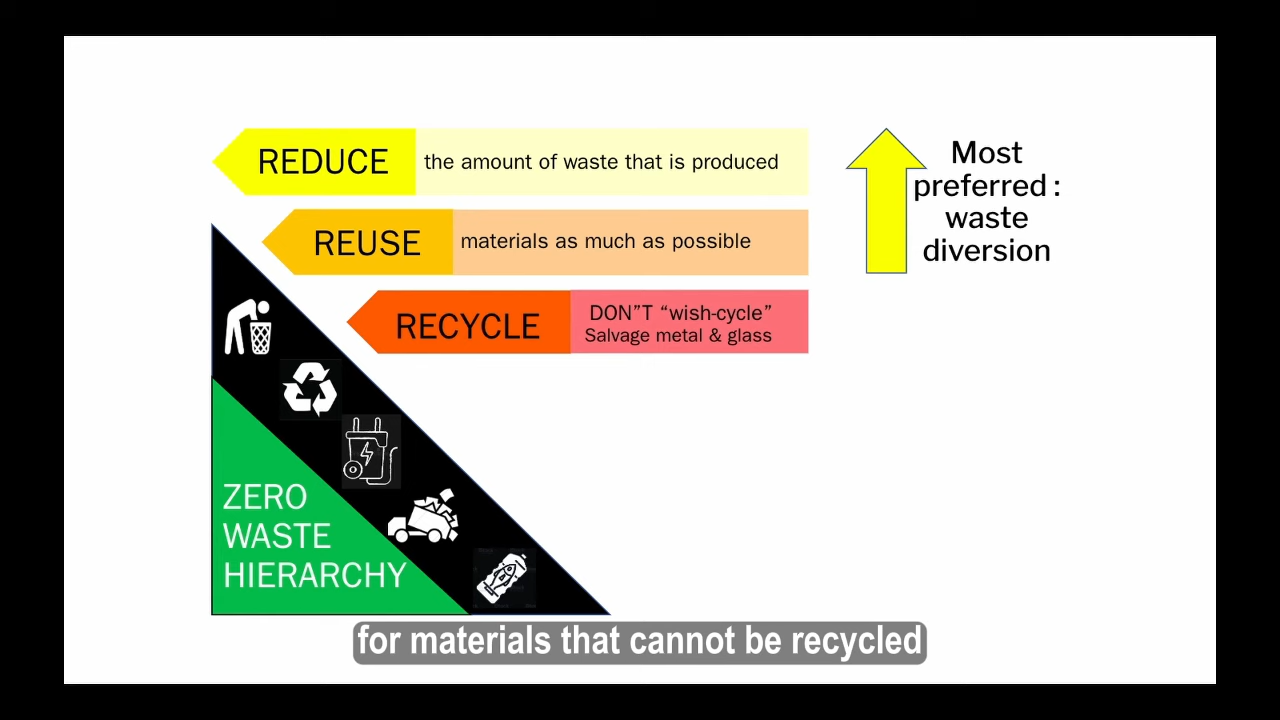 REDUCE
the amount of waste that is produced
Most
preferred :
waste
diversion
REUSE
materials as much as possible
RECYCLE
DON"T “wish-cycle”
Salvage metal & glass
ZERO
WASTE
HIERARCHY
for materials that cannot be recycled